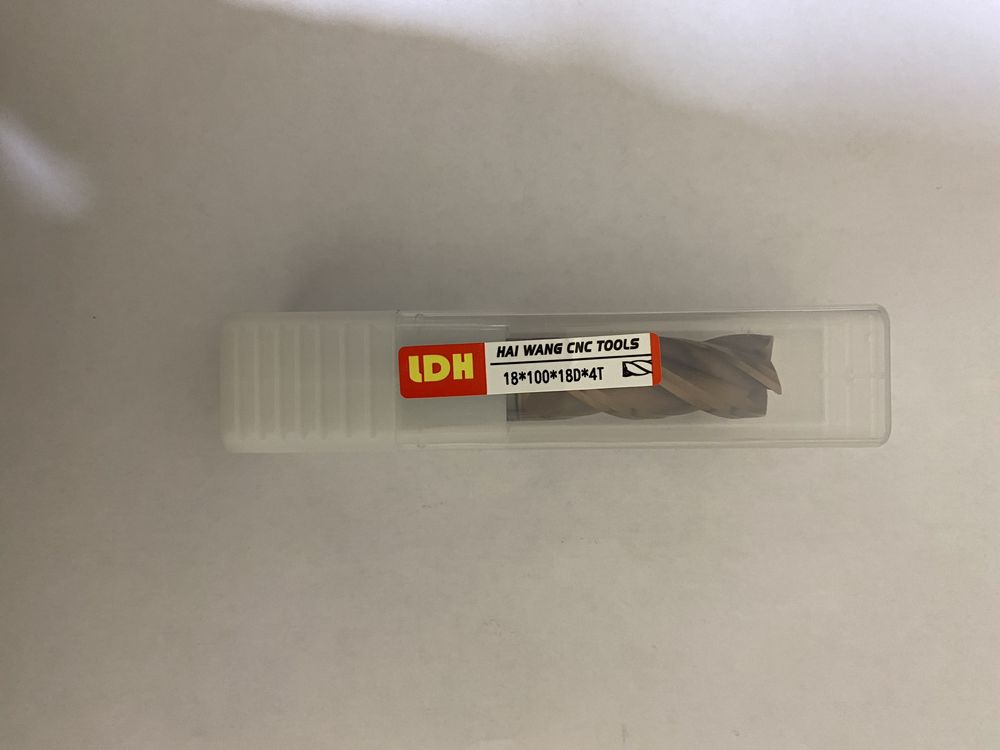 LDH
HAI WANG CNC TOOLS
18*100*18D*4T